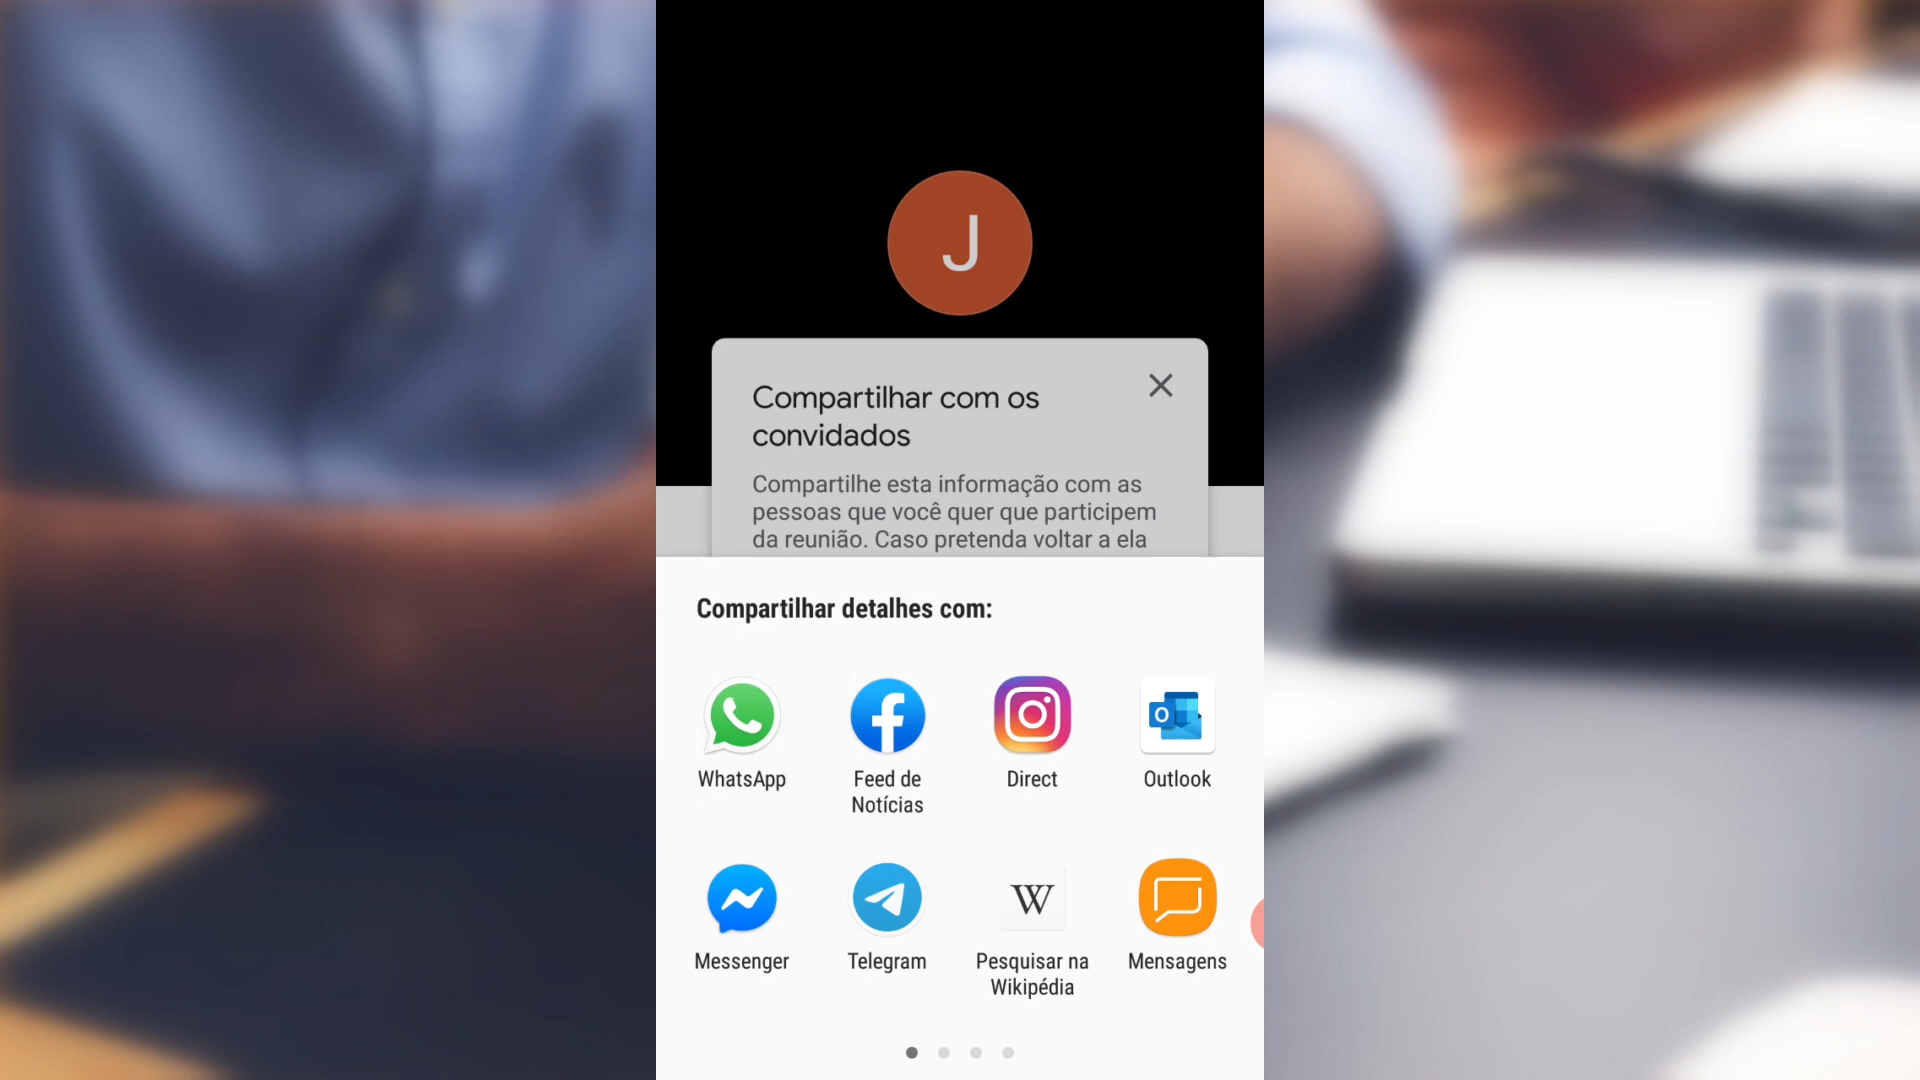 J
Compartilhar com os
convidados
Compartilhe esta informação com as
pessoas que você quer que participem
da reunião. Caso pretenda voltar a ela
Compartilhar detalhes com:
WhatsApp
Feed de
Notícias
Direct
Outlook
Messenger
Telegram
W
Pesquisar na
Wikipédia
Mensagens